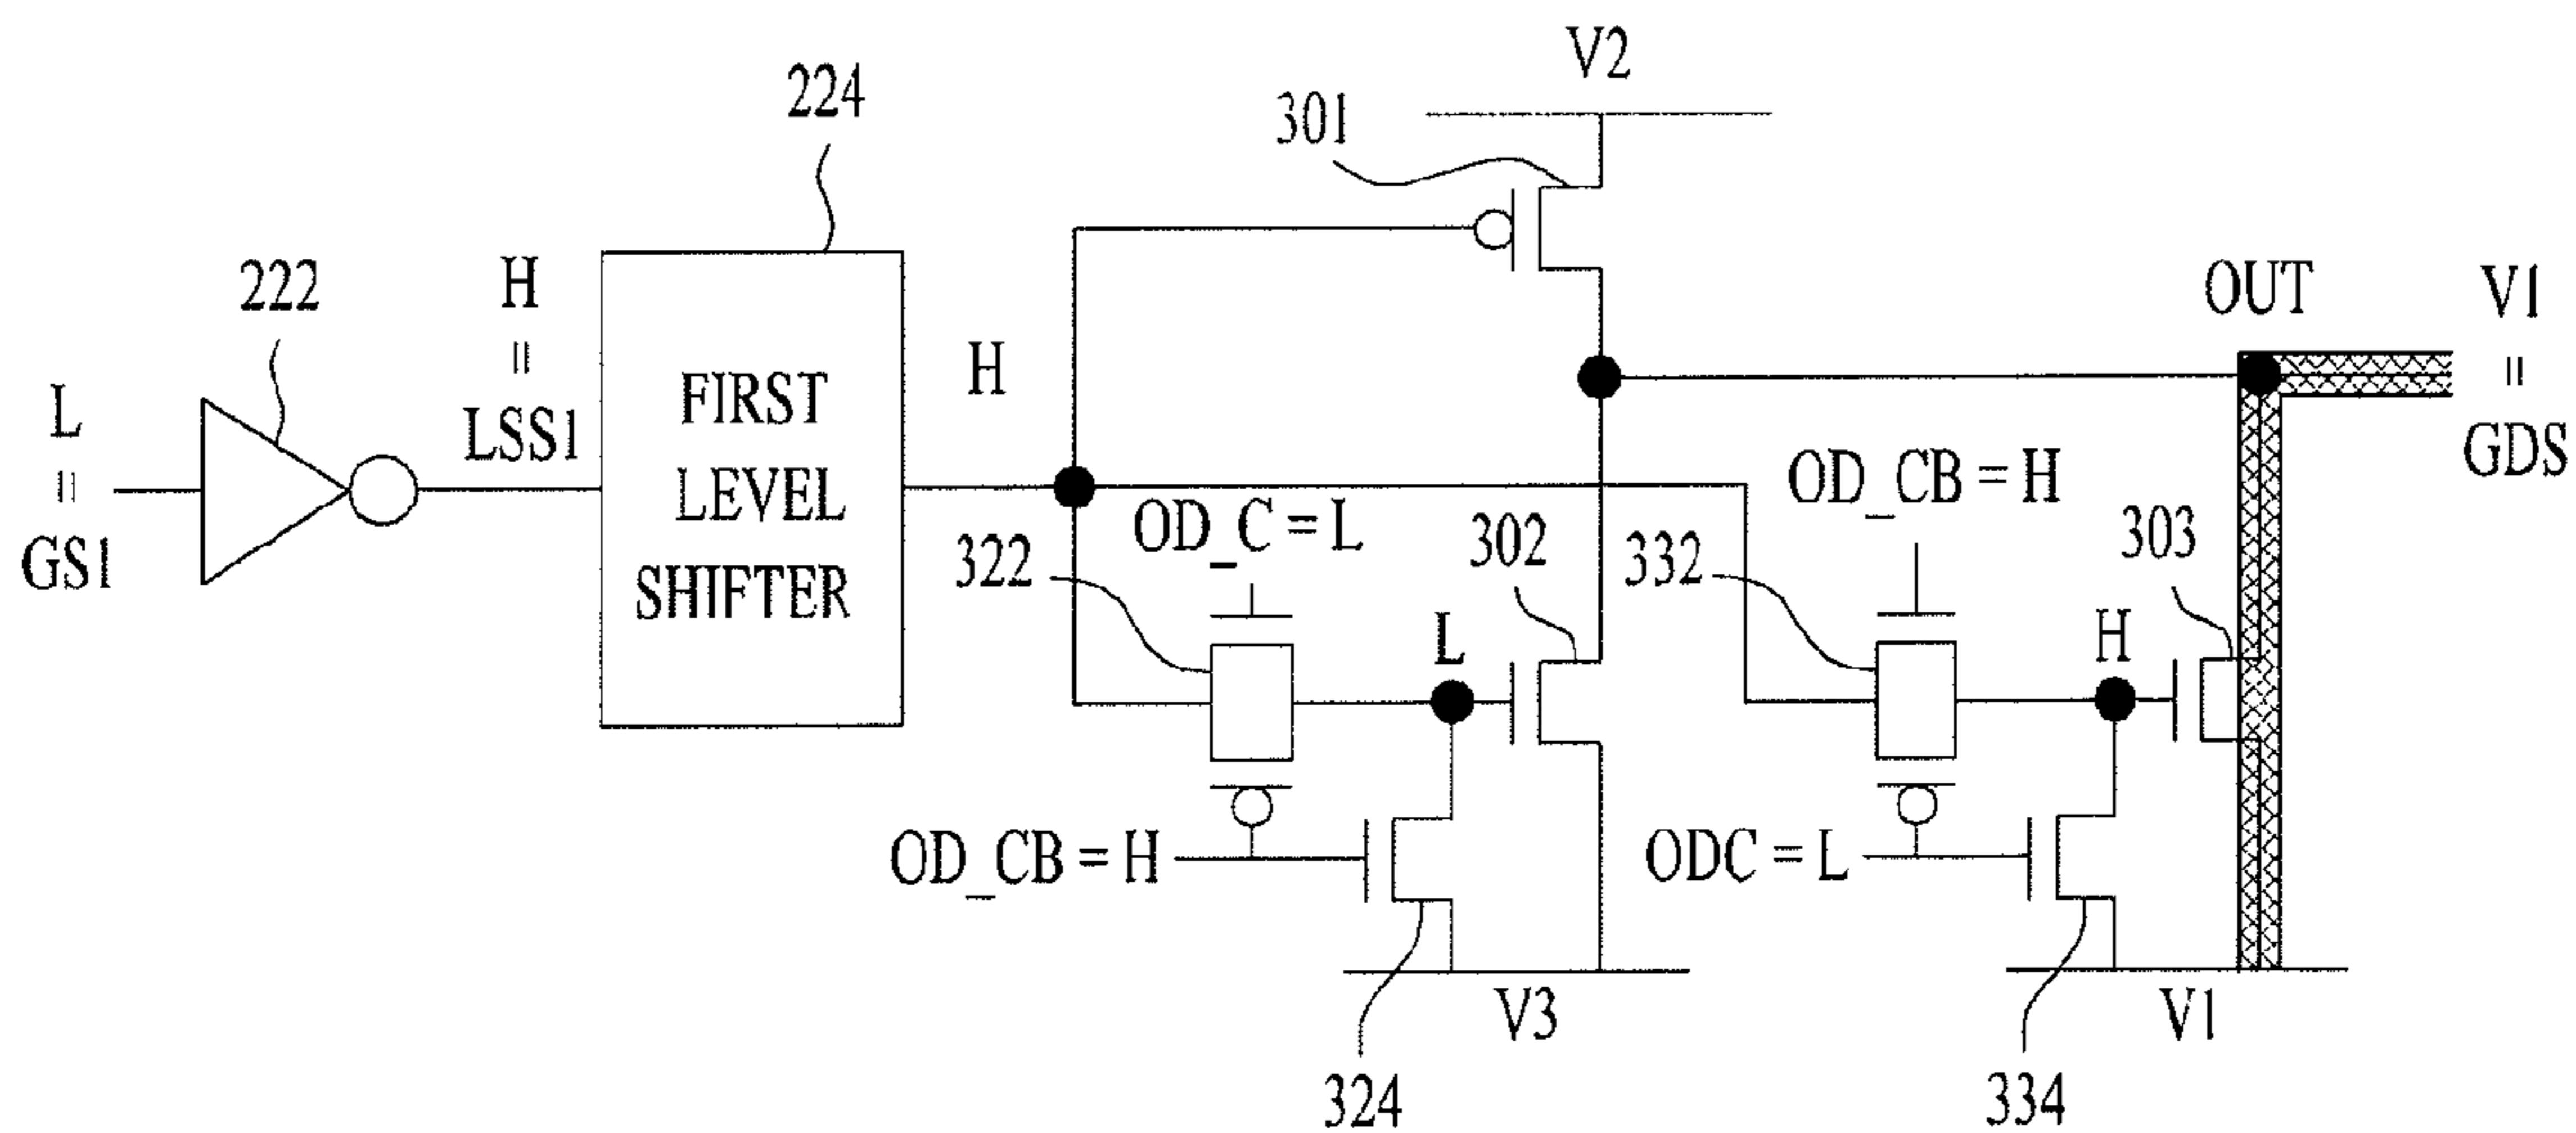 V2
224
301
222
H
=
LSS1
OUT
V1
=
GDS
L
=
GS1
FIRST
LEVEL
SHIFTER
H
OD_C = L
OD_CB = H
322
302
332
303
L
H
OD_CB = H
ODC = L
V3
V1
324
334